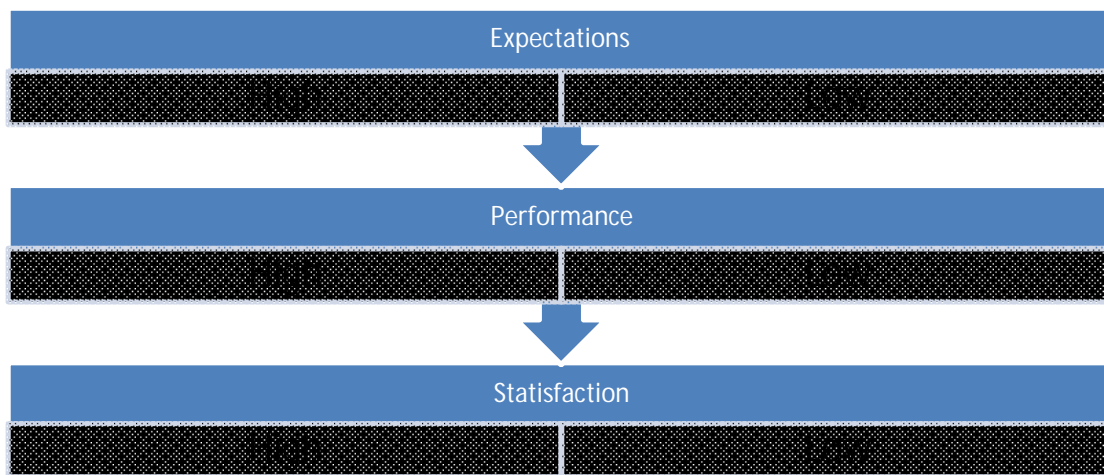 Expectations
High Low
Performance
High Low
Statisfaction
High Low